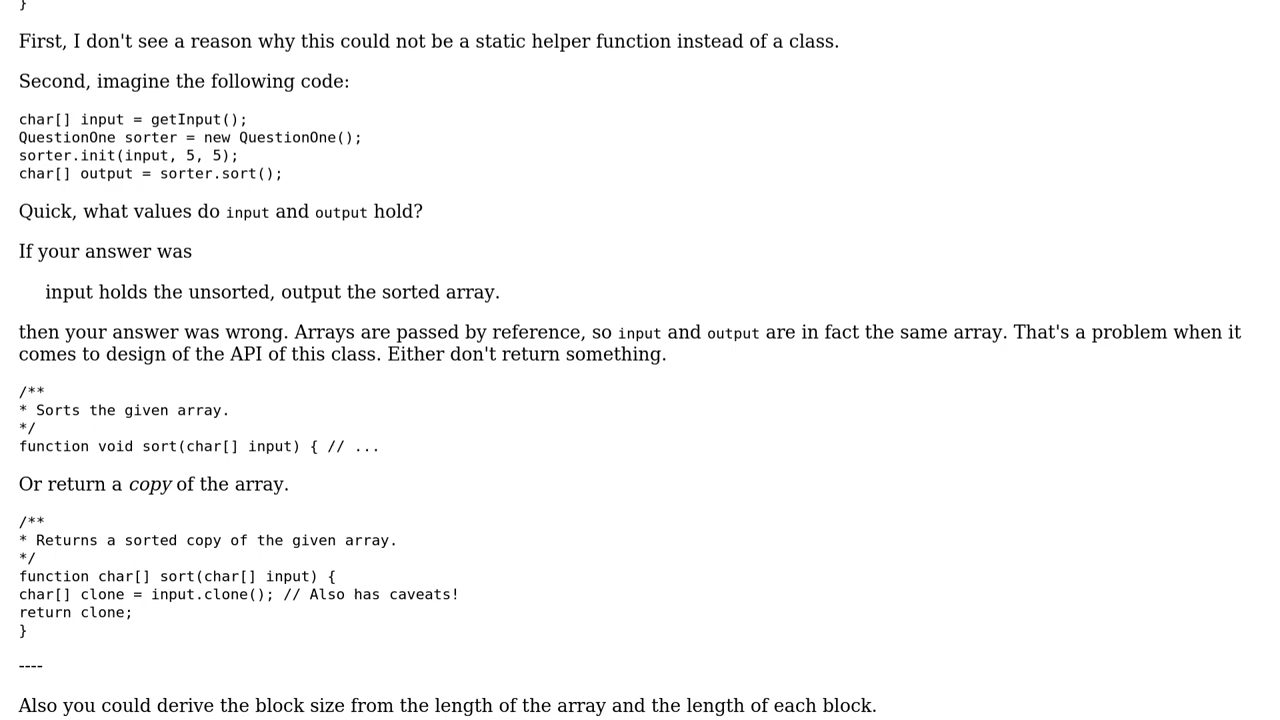 }
First, I don't see a reason why this could not be a static helper function instead of a class.
Second, imagine the following code:
char[] input = getInput();
QuestionOne sorter = new QuestionOne();
sorter.init(input, 5, 5);
char[] output = sorter.sort();
Quick, what values do input and output hold?
If your answer was
input holds the unsorted, output the sorted array.
then your answer was wrong. Arrays are passed by reference, so input and output are in fact the same array. That's a problem when it
comes to design of the API of this class. Either don't return something.
/**
* Sorts the given array.
*/
function void sort(char[] input) { // ...
Or return a copy of the array.
/**
* Returns a sorted copy of the given array.
*/
function char[] sort(char[] input) {
char[] clone = input.clone(); // Also has caveats!
return clone;
}
----
Also you could derive the block size from the length of the array and the length of each block.